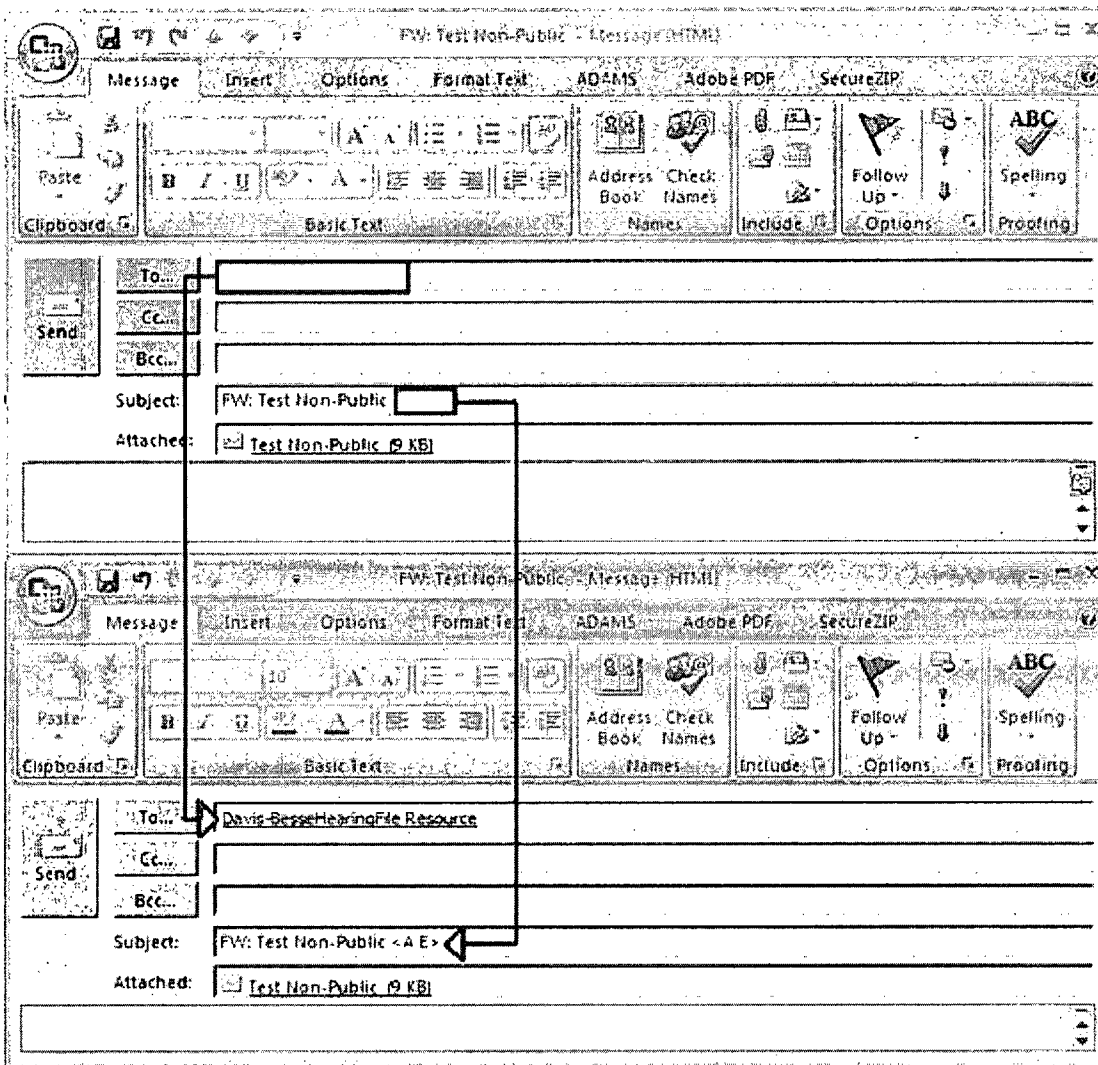 FW: Test Non-Public - Message (HTML)
Message Insert Options Format Text ADAMS Adobe PDF SecureZIP
Paste
Clipboard
B I U A
Basic Text
Address Book
Check Names
Names
Include
Follow Up
Options
ABC
Spelling
Proofing
Send
To...
Cc...
Bcc...
Subject: FW: Test Non-Public
Attached: Test Non-Public (9 KB)
FW: Test Non-Public - Message (HTML)
Message Insert Options Format Text ADAMS Adobe PDF SecureZIP
Paste
Clipboard
10
B I U A
Basic Text
Address Book
Check Names
Names
Include
Follow Up
Options
ABC
Spelling
Proofing
Send
To... Davis-BesseHearingFile Resource
Cc...
Bcc...
Subject: FW: Test Non-Public <A E>
Attached: Test Non-Public (9 KB)